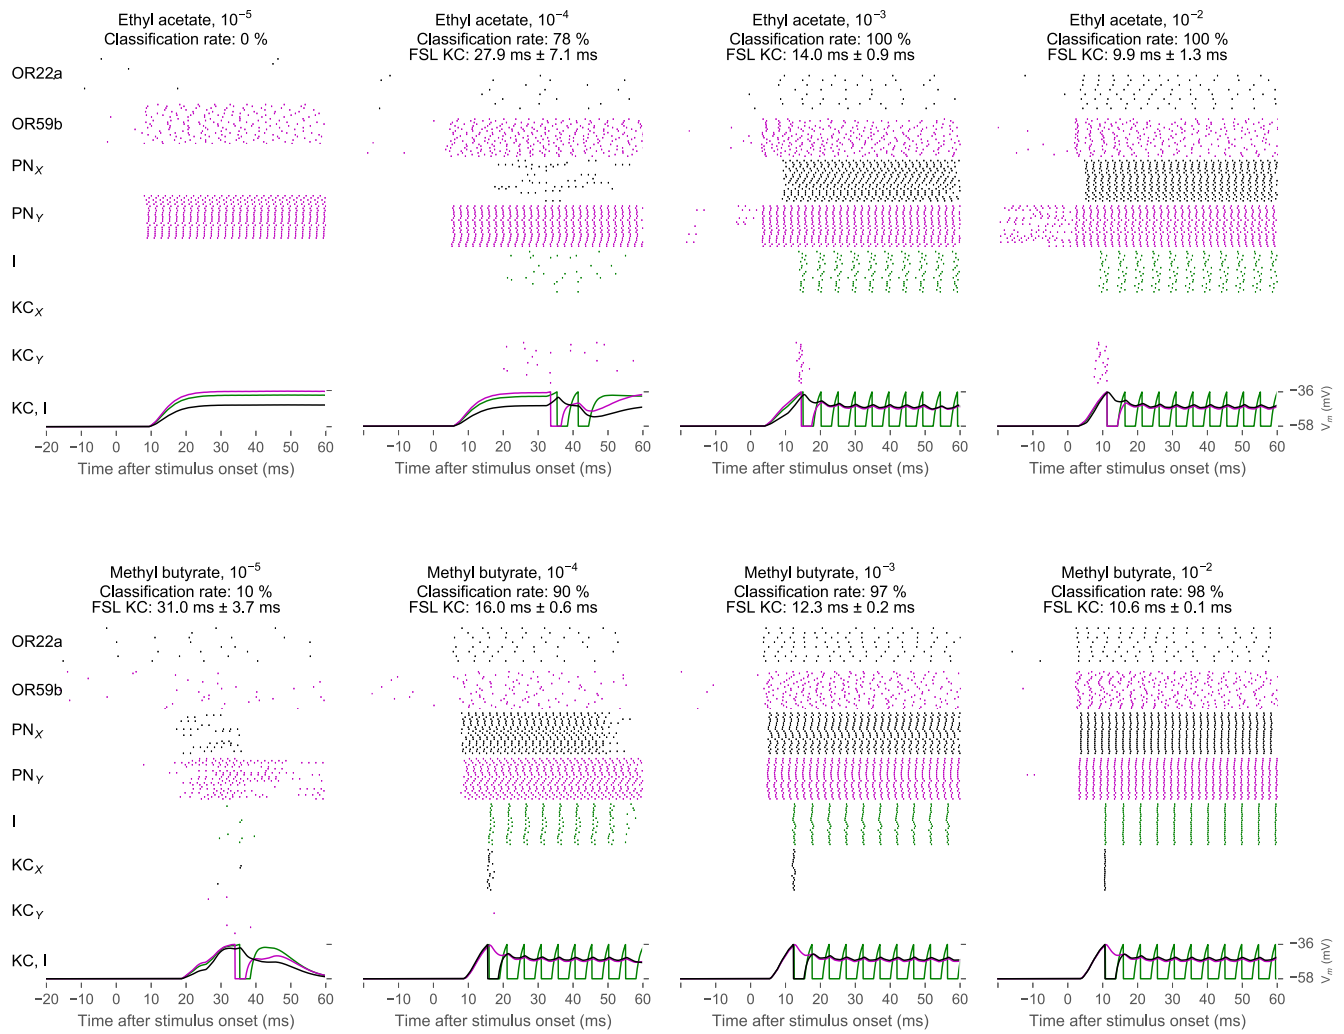 Ethyl acetate, 10⁻⁵
Classification rate: 0 %
Ethyl acetate, 10⁻⁴
Classification rate: 78 %
FSL KC: 27.9 ms ± 7.1 ms
Ethyl acetate, 10⁻³
Classification rate: 100 %
FSL KC: 14.0 ms ± 0.9 ms
Ethyl acetate, 10⁻²
Classification rate: 100 %
FSL KC: 9.9 ms ± 1.3 ms
OR22a
OR59b
PN_X
PN_Y
I
KC_X
KC_Y
KC, I
−36
−58
V_m (mV)
−20 −10 0 10 20 30 40 50 60
−10 0 10 20 30 40 50 60
−10 0 10 20 30 40 50 60
−10 0 10 20 30 40 50 60
Time after stimulus onset (ms)
Time after stimulus onset (ms)
Time after stimulus onset (ms)
Time after stimulus onset (ms)
Methyl butyrate, 10⁻⁵
Classification rate: 10 %
FSL KC: 31.0 ms ± 3.7 ms
Methyl butyrate, 10⁻⁴
Classification rate: 90 %
FSL KC: 16.0 ms ± 0.6 ms
Methyl butyrate, 10⁻³
Classification rate: 97 %
FSL KC: 12.3 ms ± 0.2 ms
Methyl butyrate, 10⁻²
Classification rate: 98 %
FSL KC: 10.6 ms ± 0.1 ms
OR22a
OR59b
PN_X
PN_Y
I
KC_X
KC_Y
KC, I
−36
−58
V_m (mV)
−20 −10 0 10 20 30 40 50 60
−10 0 10 20 30 40 50 60
−10 0 10 20 30 40 50 60
−10 0 10 20 30 40 50 60
Time after stimulus onset (ms)
Time after stimulus onset (ms)
Time after stimulus onset (ms)
Time after stimulus onset (ms)